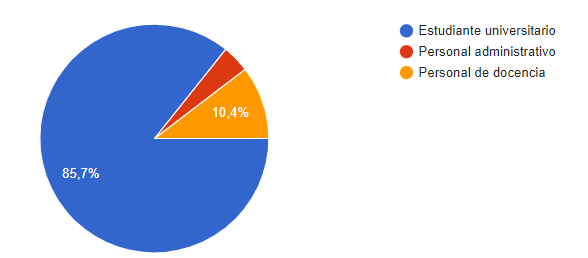 Estudiante universitario
Personal administrativo
Personal de docencia
10,4%
85,7%